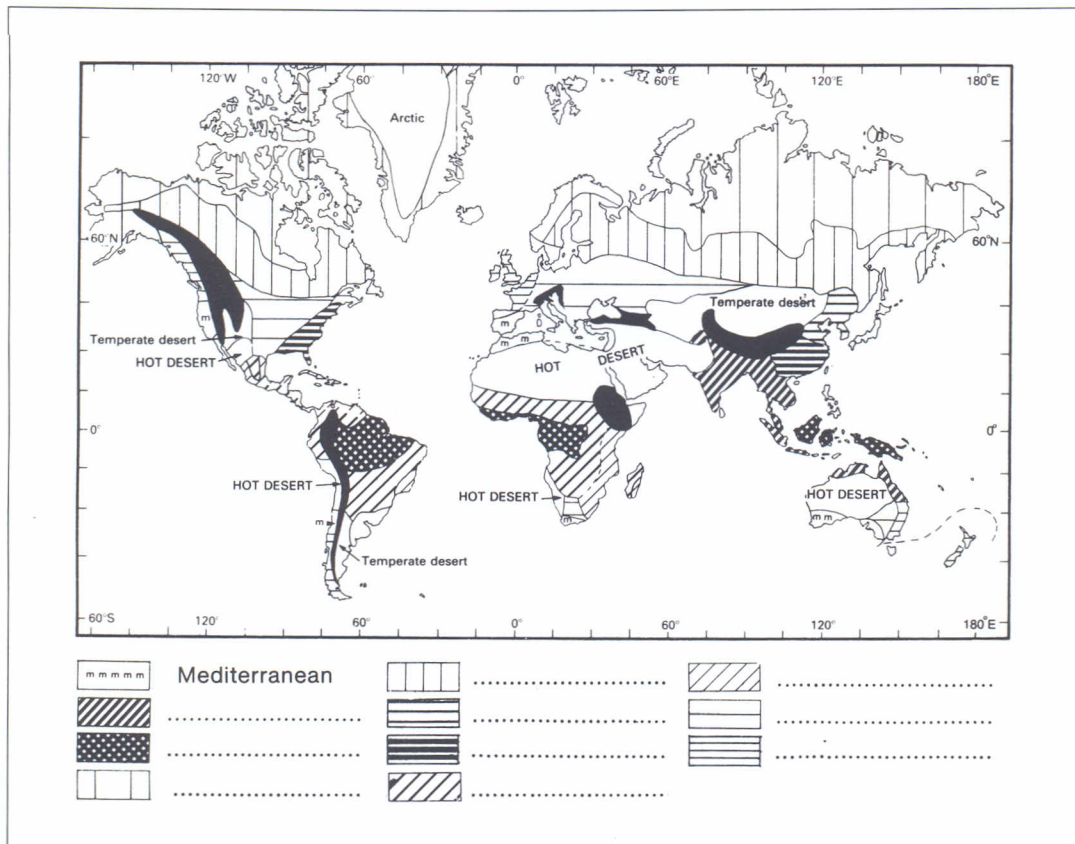 120°W 60° 0° 60°E 120°E 180°E
Arctic
60°N 60°N
Temperate desert
m
Temperate desert
HOT DESERT
m
m m
HOT DESERT
0° 0°
HOT DESERT
HOT DESERT
HOT DESERT
m m
m
m
Temperate desert
60°S
120° 60° 0° 60° 120° 180°E
m m m m m Mediterranean